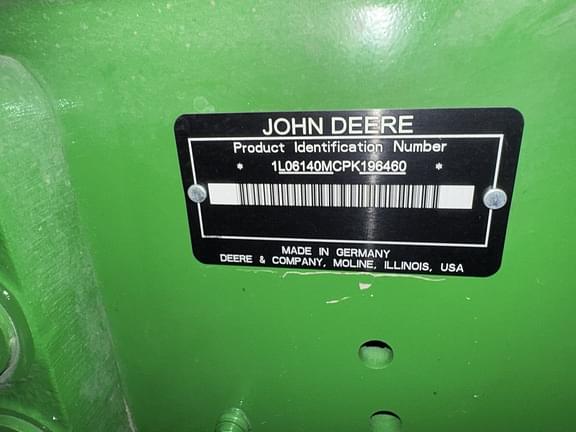 JOHN DEERE
Product Identification Number
* 1L06140MCPK196460 *
MADE IN GERMANY
DEERE & COMPANY, MOLINE, ILLINOIS, USA